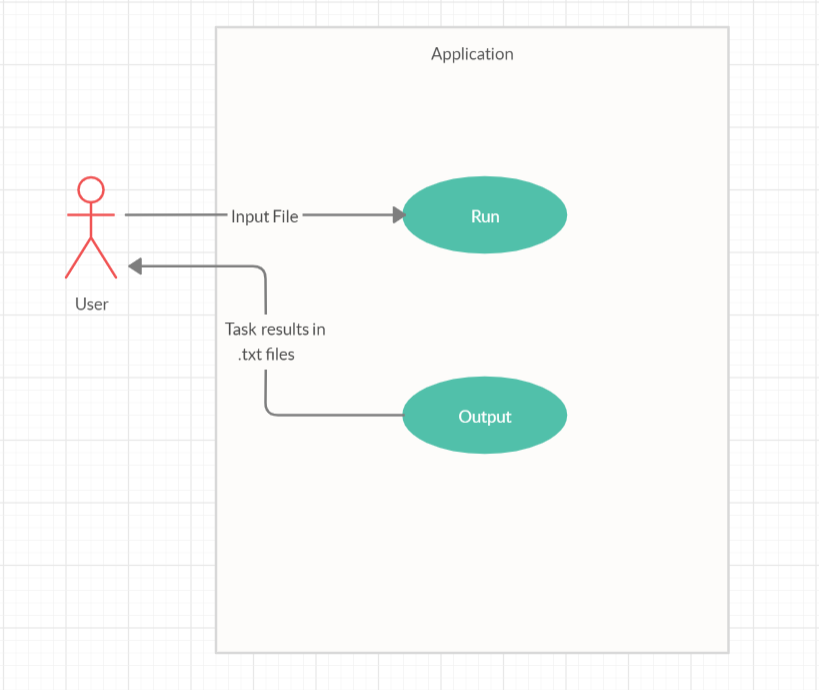 Application
Input File
Run
User
Task results in
.txt files
Output